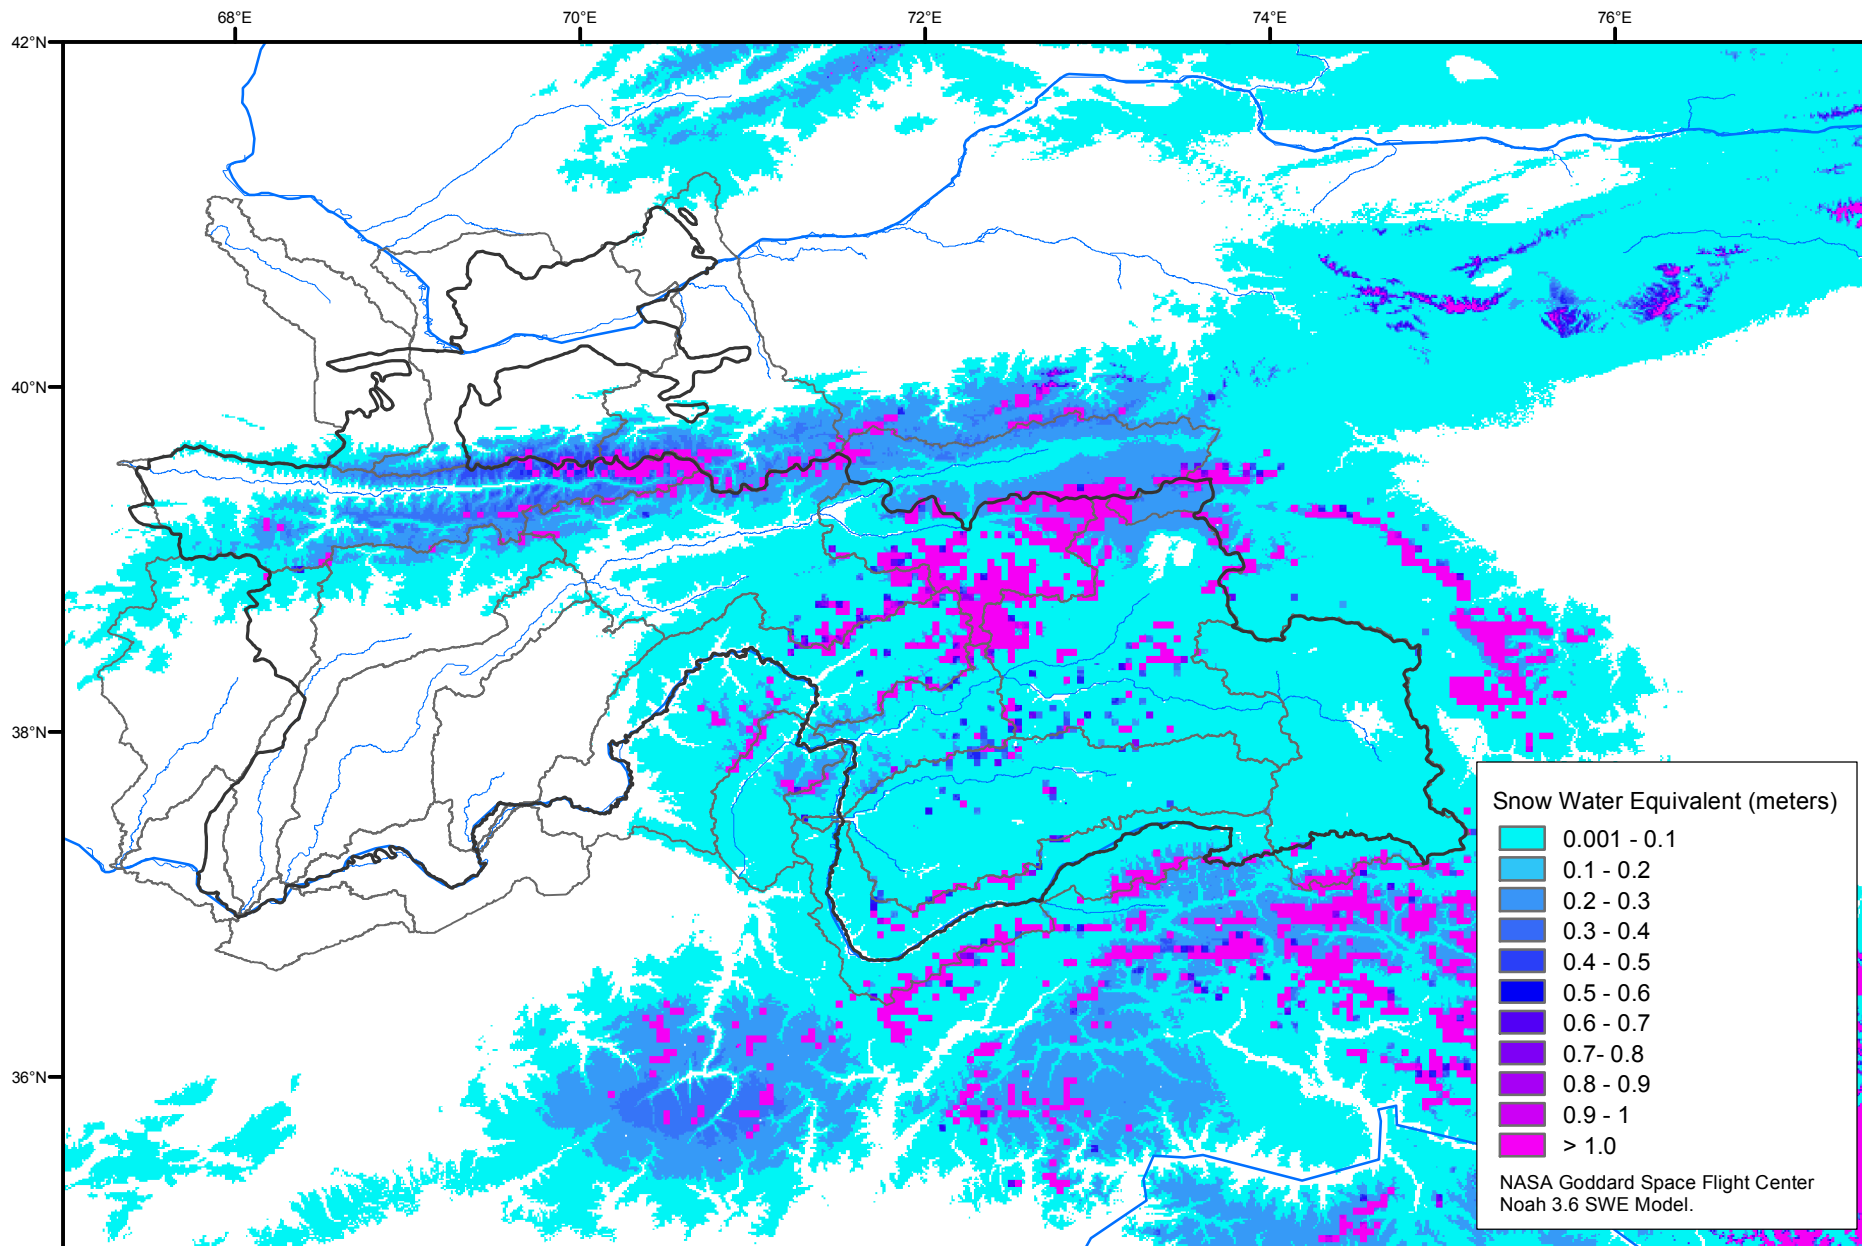 68°E 70°E 72°E 74°E 76°E
42°N
40°N
38°N
36°N
Snow Water Equivalent (meters)
0.001 - 0.1
0.1 - 0.2
0.2 - 0.3
0.3 - 0.4
0.4 - 0.5
0.5 - 0.6
0.6 - 0.7
0.7- 0.8
0.8 - 0.9
0.9 - 1
> 1.0
NASA Goddard Space Flight Center
Noah 3.6 SWE Model.